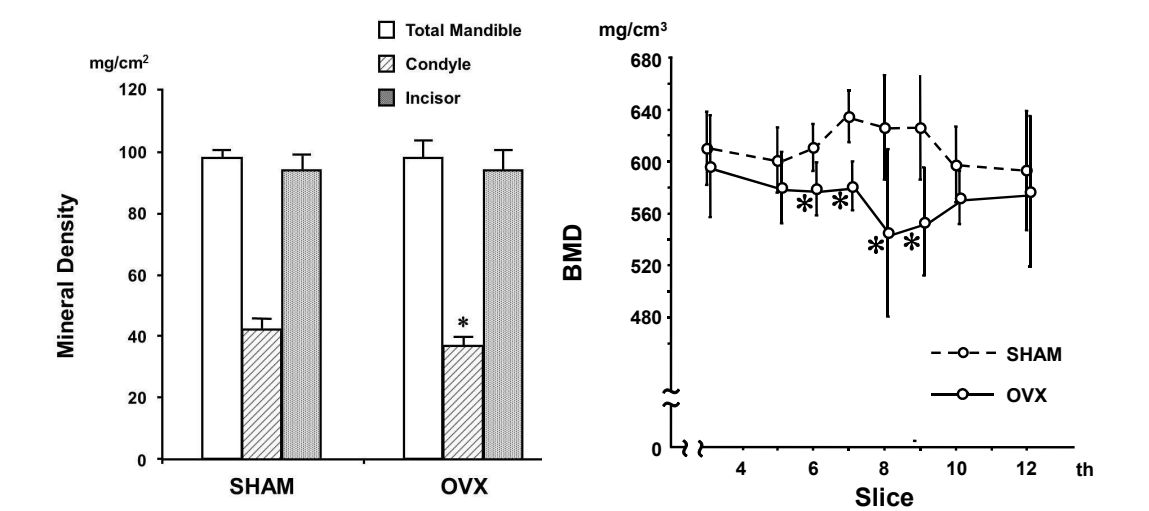 Total Mandible
Condyle
Incisor
mg/cm²
120
100
80
60
40
20
0
Mineral Density
*
SHAM
OVX
mg/cm³
680
640
600
560
520
480
0
BMD
* * * *
SHAM
OVX
4 6 8 10 12 th
Slice